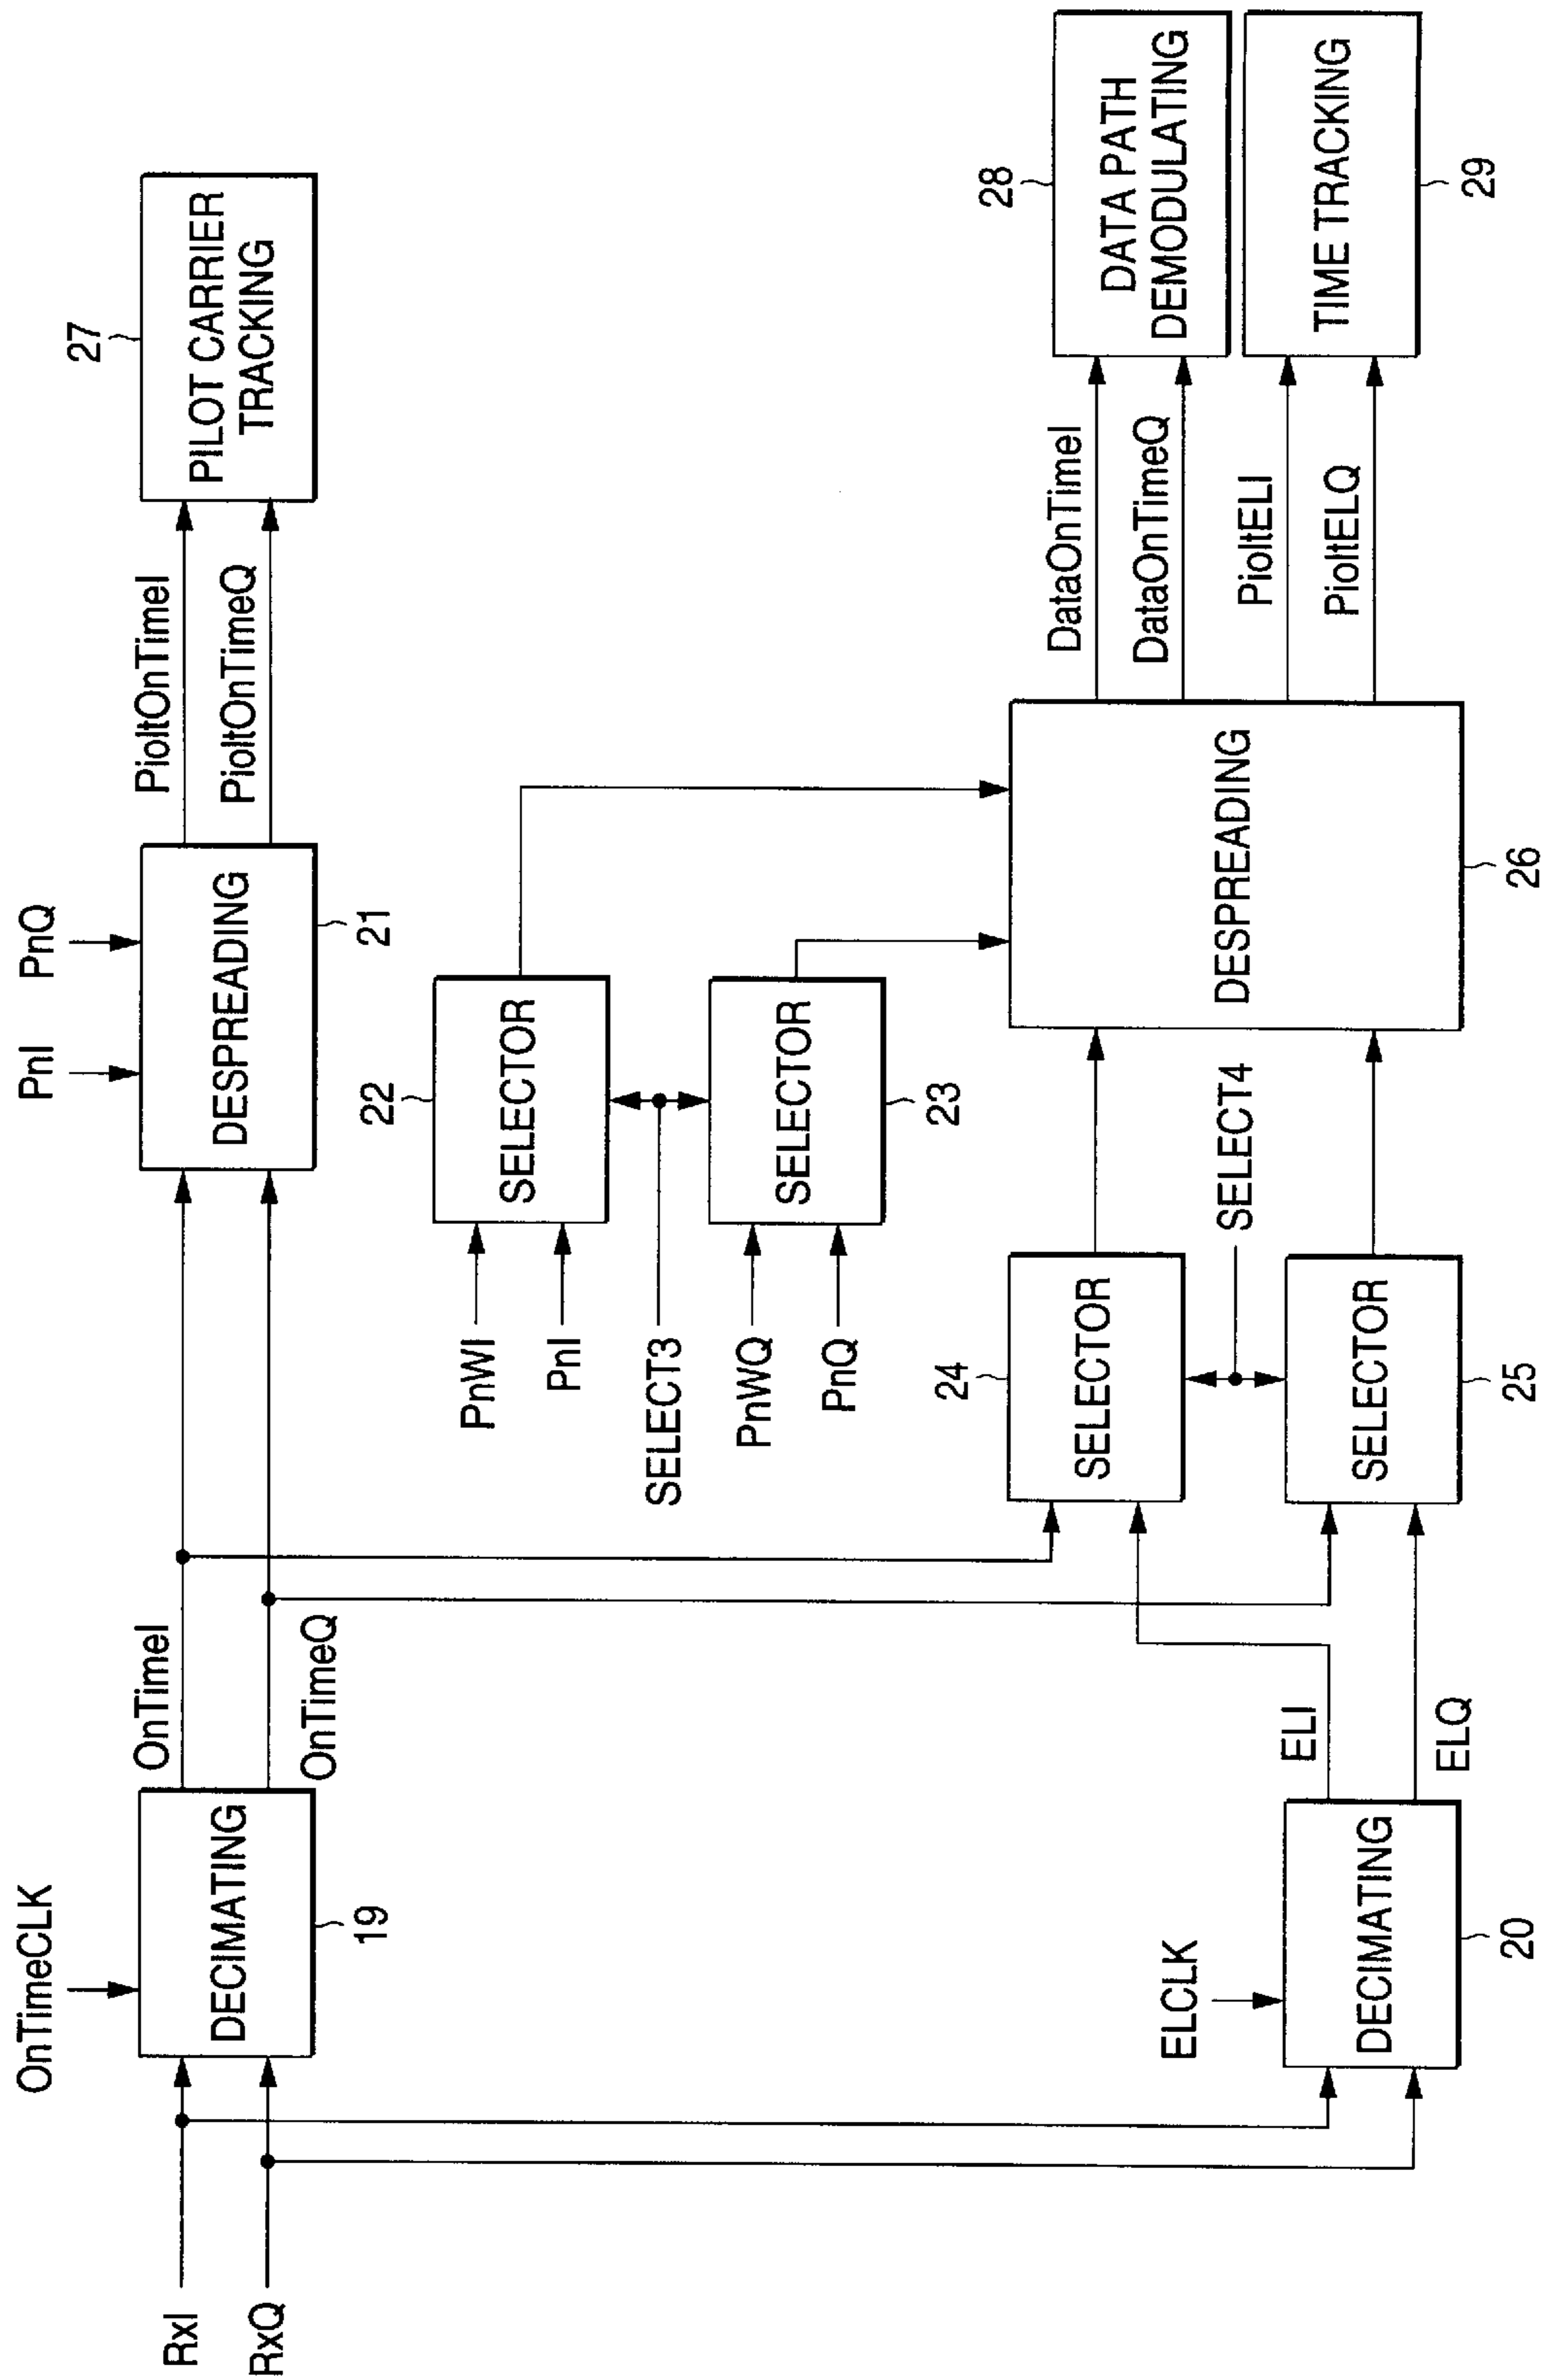 OnTimeCLK
PnI
PnQ
27
RxI
RxQ
DECIMATING
19
OnTimeI
OnTimeQ
DESPREADING
21
PioltOnTimeI
PioltOnTimeQ
PILOT CARRIER
TRACKING
PnWI
PnI
SELECT3
PnWQ
PnQ
22
SELECTOR
SELECTOR
23
ELCLK
DECIMATING
20
ELI
ELQ
24
SELECTOR
SELECT4
SELECTOR
25
DESPREADING
26
DataOnTimeI
DataOnTimeQ
PioltELI
PioltELQ
28
DATA PATH
DEMODULATING
TIME TRACKING
29